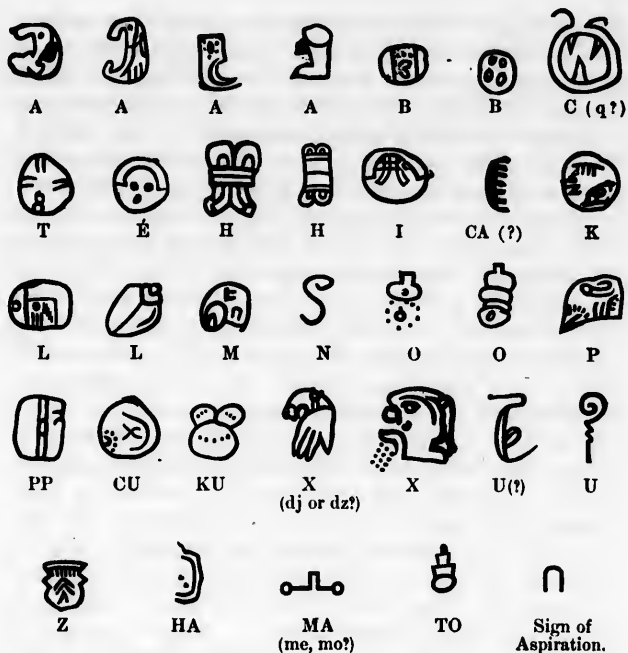 A A A A B B C (q?)
T É H H I CA (?) K
L L M N O O P
PP CU KU X X U(?) U
(dj or dz?)
Z HA MA TO Sign of
(me, mo?) Aspiration.